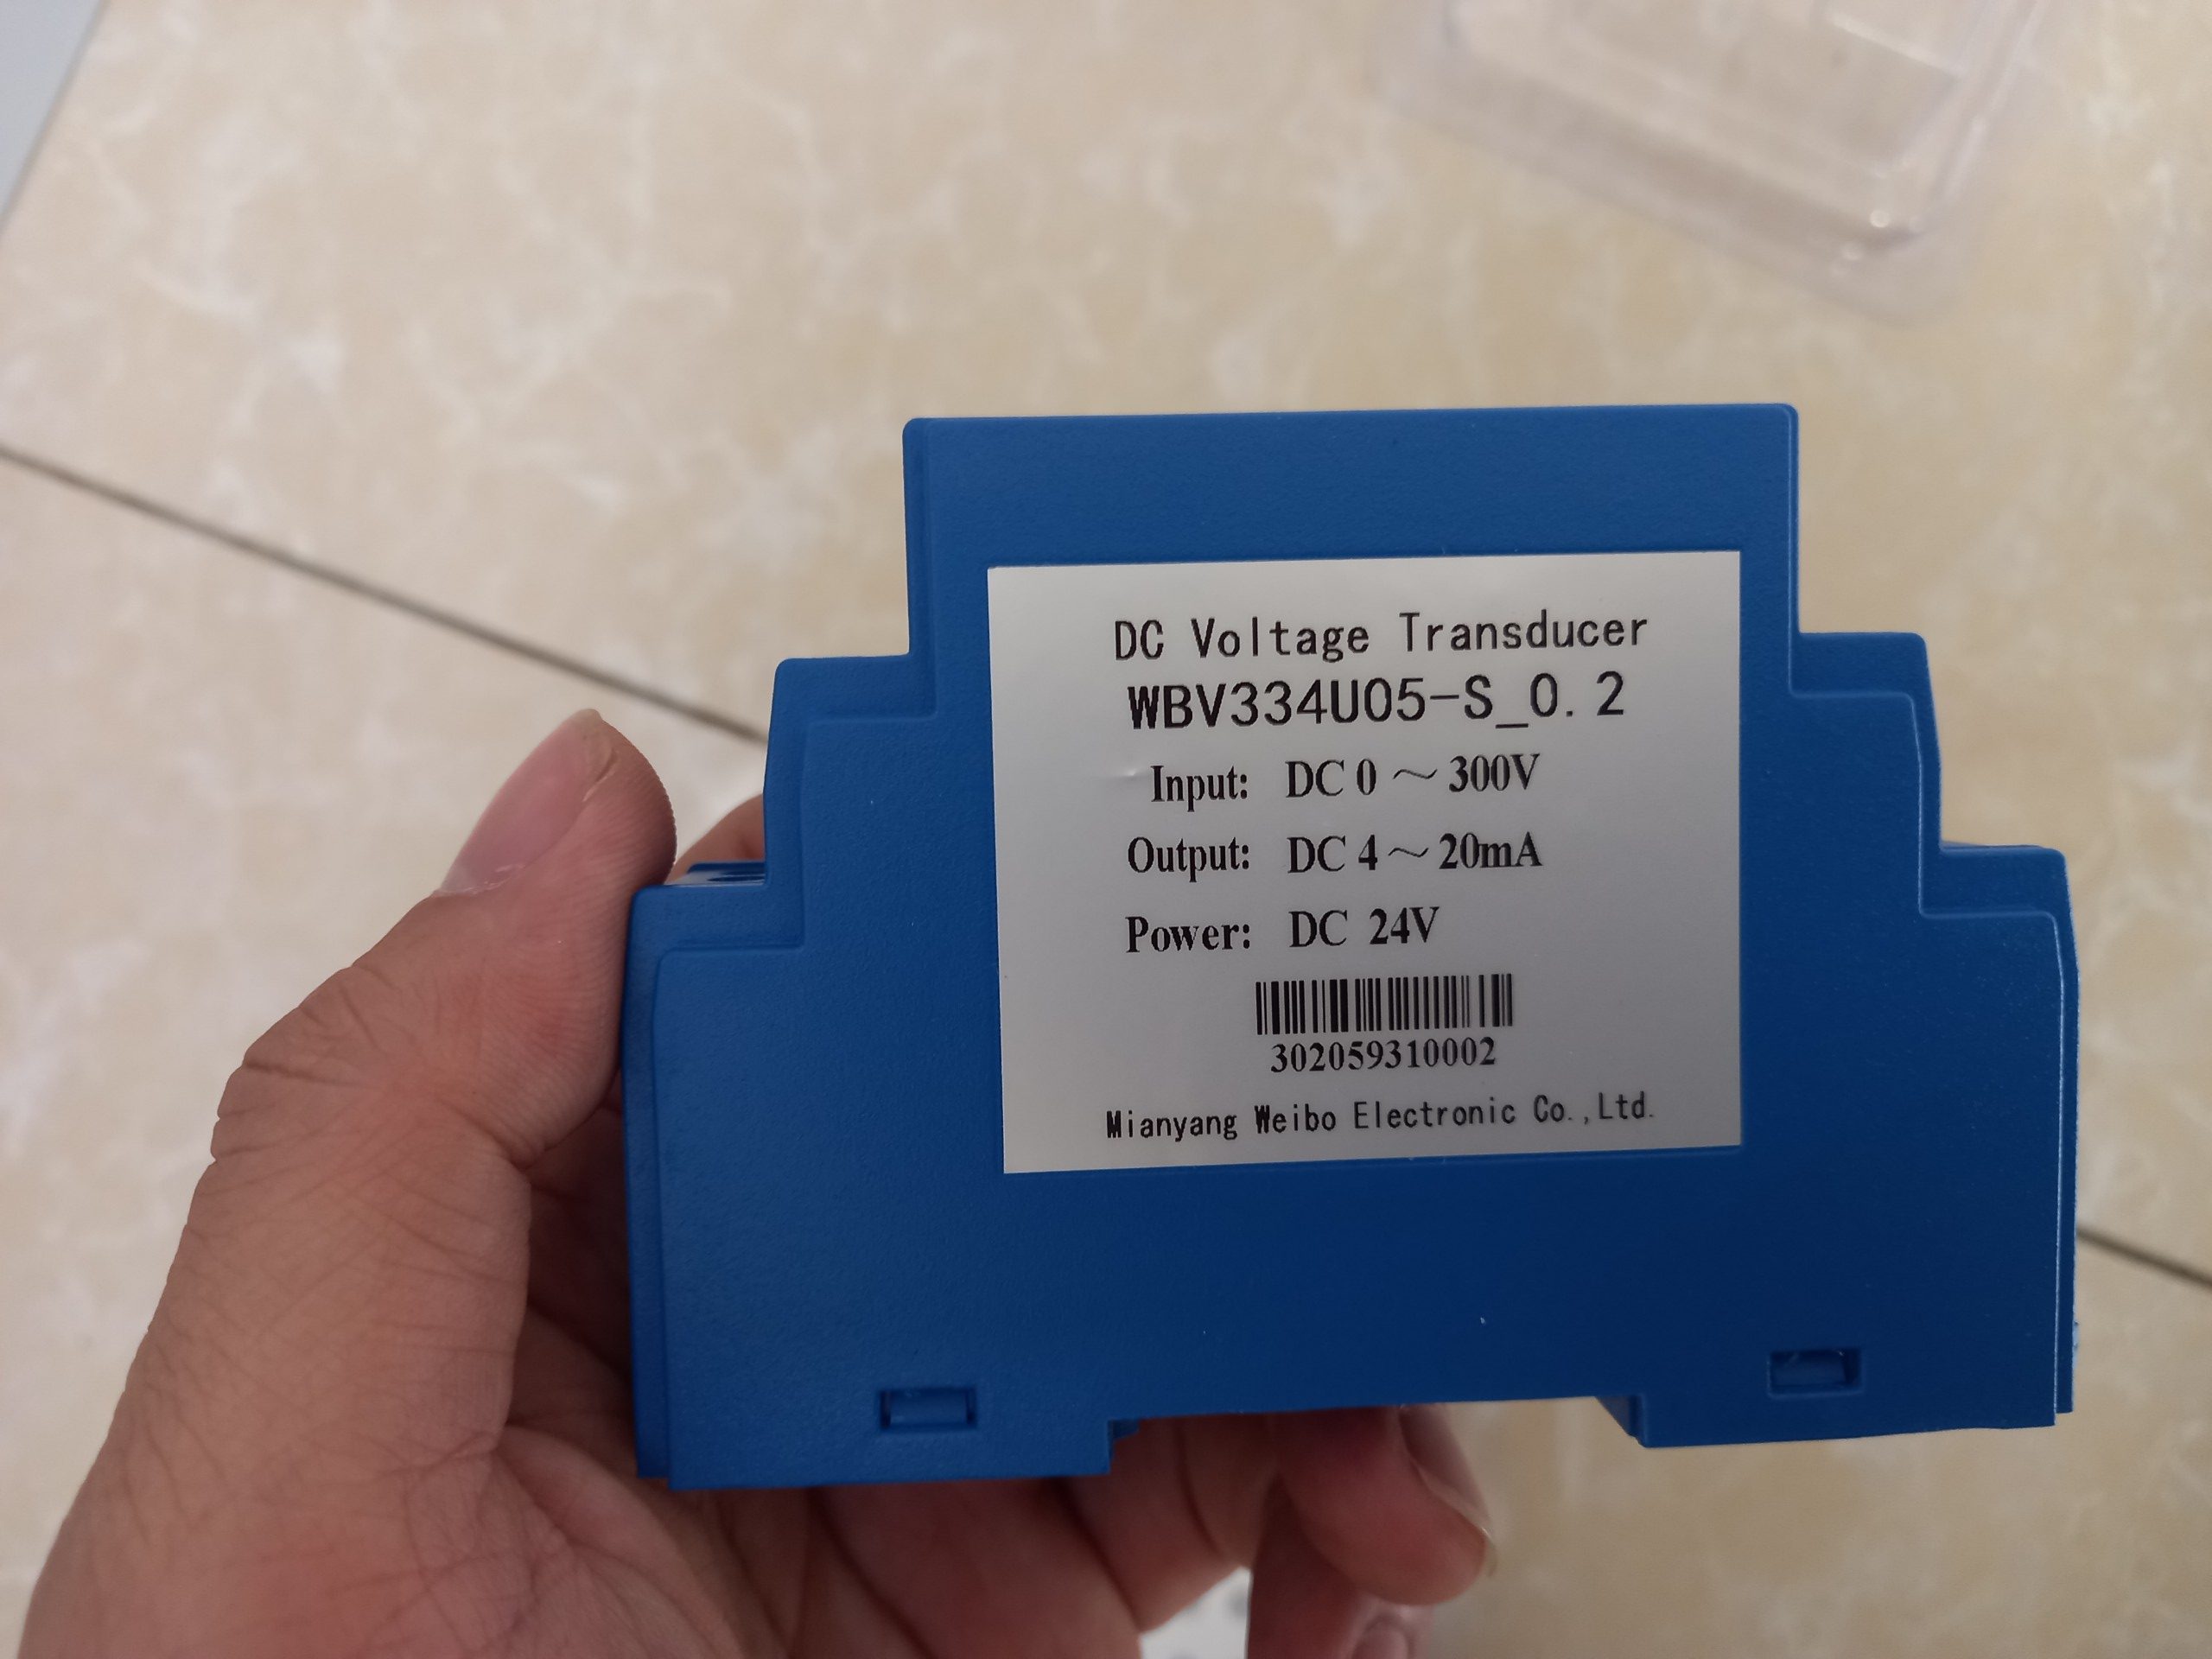 DC Voltage Transducer
WBV334U05-S_0.2
Input: DC 0～300V
Output: DC 4～20mA
Power: DC 24V
302059310002
Mianyang Weibo Electronic Co.,Ltd.